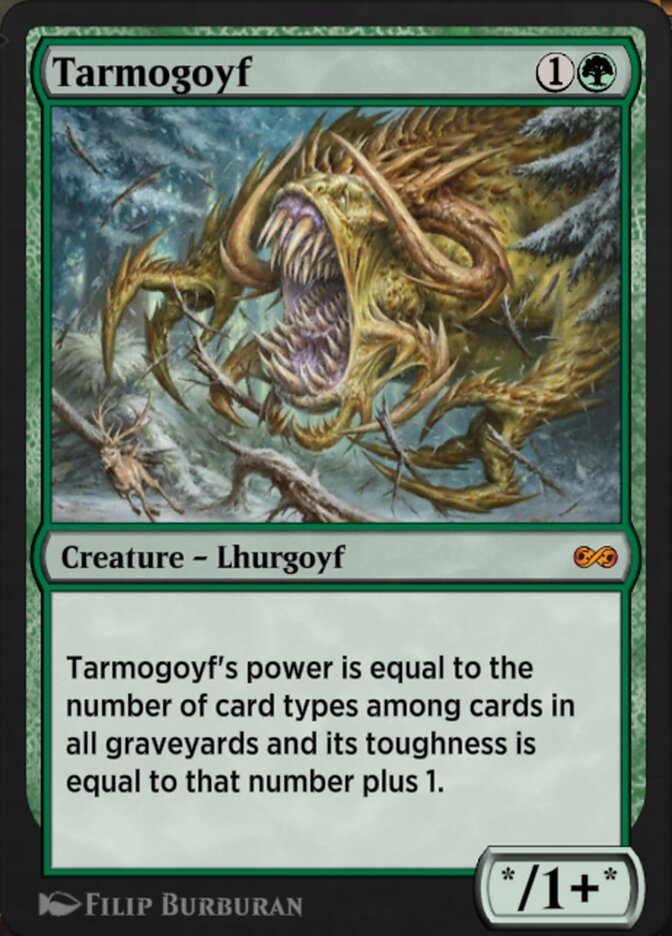 Tarmogoyf 1
Creature – Lhurgoyf
Tarmogoyf's power is equal to the
number of card types among cards in
all graveyards and its toughness is
equal to that number plus 1.
*/1+*
Filip Burburan